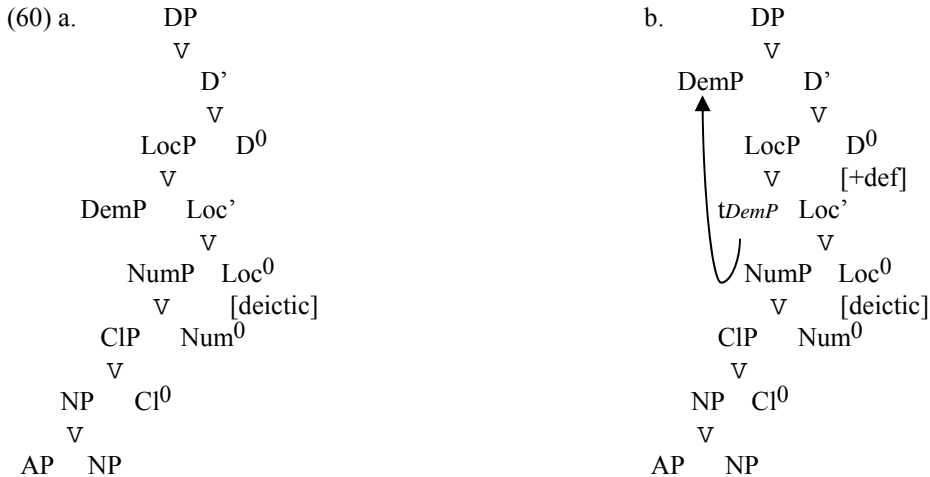 (60) a. DP b. DP
V V
D’ DemP D’
V V
LocP D⁰ LocP D⁰
V V [+def]
DemP Loc’ tDemP Loc’
V V
NumP Loc⁰ NumP Loc⁰
V [deictic] V [deictic]
ClP Num⁰ ClP Num⁰
V V
NP Cl⁰ NP Cl⁰
V V
AP NP AP NP